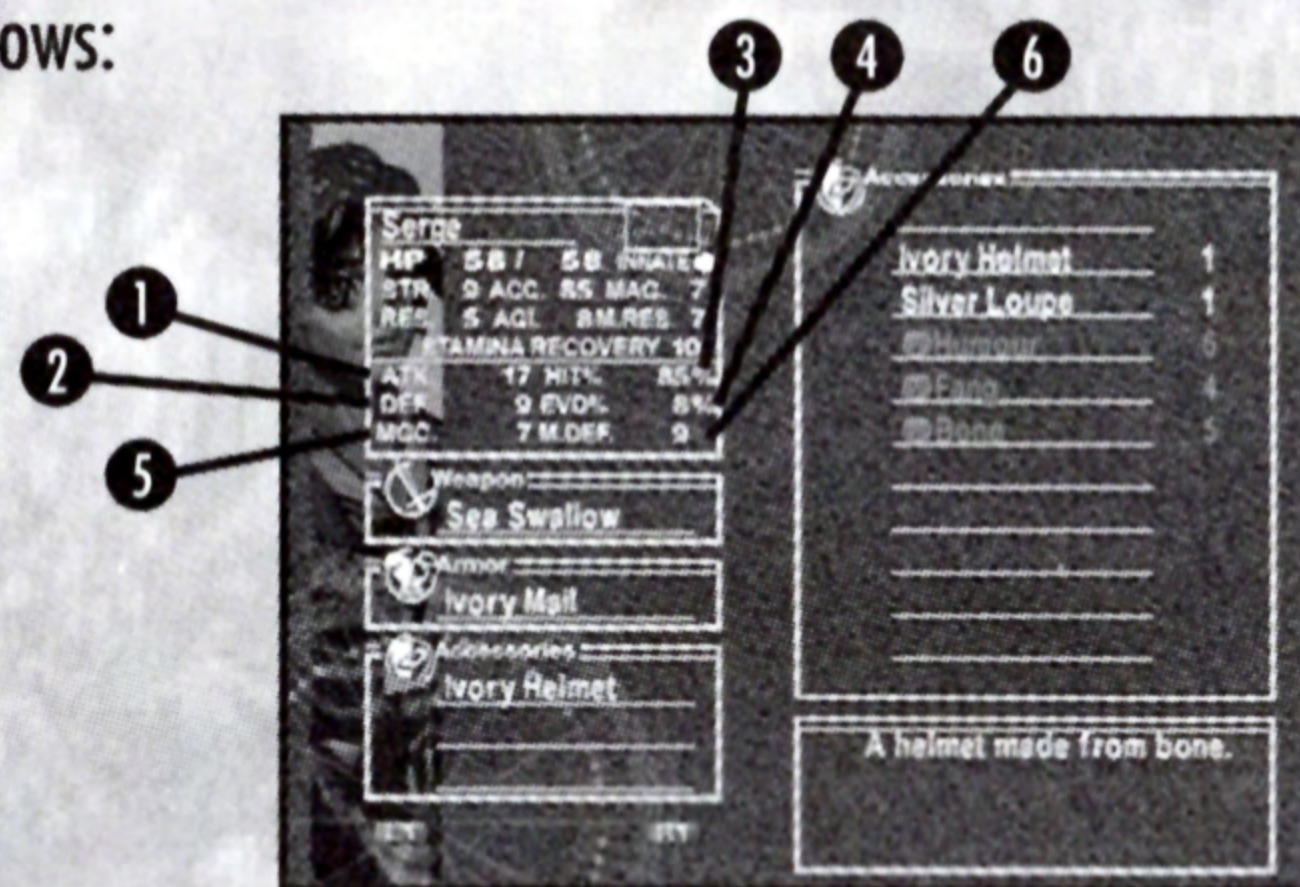 ows:
3 4 6
1
2
5
Serge
HP 58/ 58 INNATE
STR. 9 ACC. 85 MAG. 7
RES. 5 AGL. 8 M.RES. 7
STAMINA RECOVERY 10
ATK. 17 HIT% 85%
DEF. 9 EVD% 8%
MGC. 7 M.DEF. 9
Weapon
Sea Swallow
Armor
Ivory Mail
Accessories
Ivory Helmet
L1 R1
Accessories
Ivory Helmet 1
Silver Loupe 1
Humour 6
Fang 4
Bone 5
A helmet made from bone.